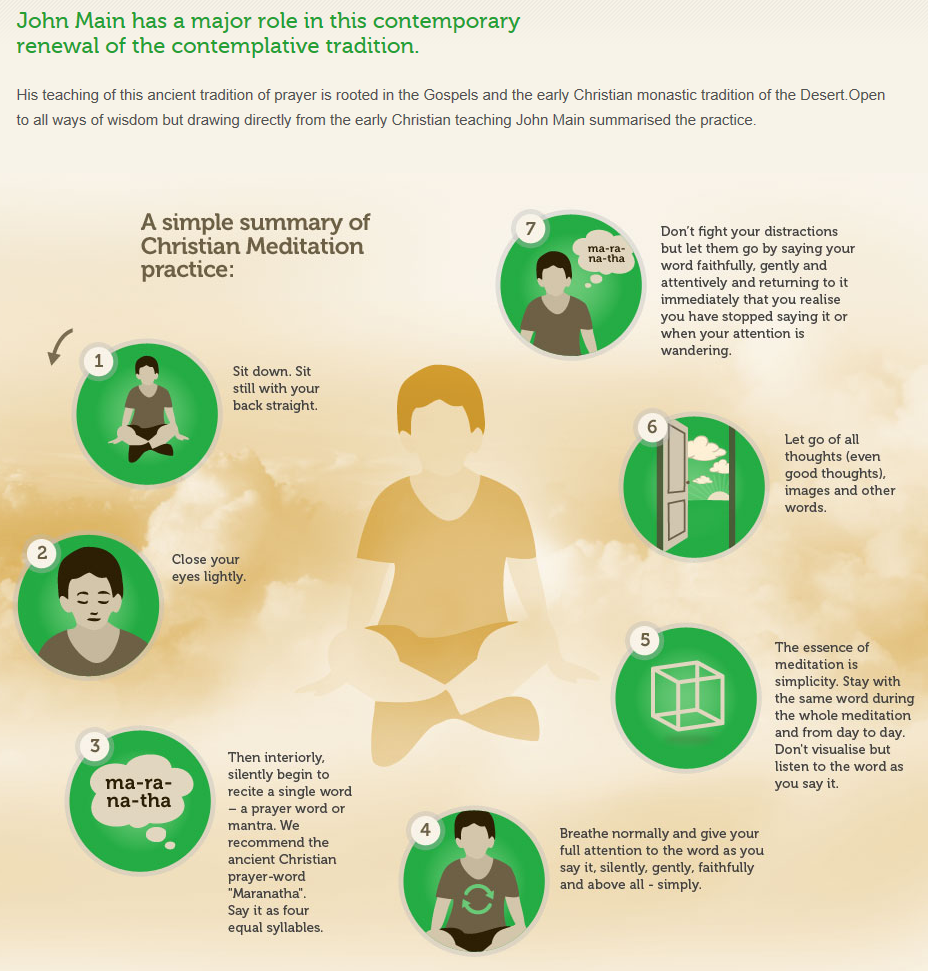 John Main has a major role in this contemporary
renewal of the contemplative tradition.
His teaching of this ancient tradition of prayer is rooted in the Gospels and the early Christian monastic tradition of the Desert.Open
to all ways of wisdom but drawing directly from the early Christian teaching John Main summarised the practice.
A simple summary of
Christian Meditation
practice:
1
Sit down. Sit
still with your
back straight.
2
Close your
eyes lightly.
3
ma-ra-
na-tha
Then interiorly,
silently begin to
recite a single word
– a prayer word or
mantra. We
recommend the
ancient Christian
prayer-word
"Maranatha".
Say it as four
equal syllables.
4
Breathe normally and give your
full attention to the word as you
say it, silently, gently, faithfully
and above all - simply.
5
The essence of
meditation is
simplicity. Stay with
the same word during
the whole meditation
and from day to day.
Don't visualise but
listen to the word as
you say it.
6
Let go of all
thoughts (even
good thoughts),
images and other
words.
7
ma-ra-
na-tha
Don't fight your distractions
but let them go by saying your
word faithfully, gently and
attentively and returning to it
immediately that you realise
you have stopped saying it or
when your attention is
wandering.